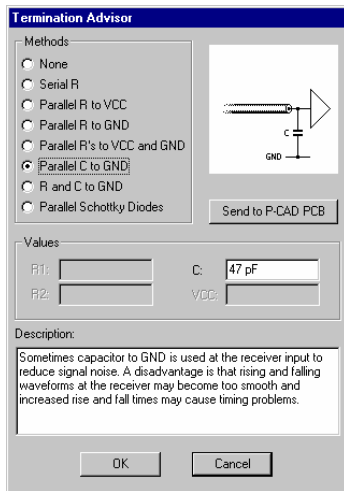 Termination Advisor
Methods
None
Serial R
Parallel R to VCC
Parallel R to GND
Parallel R's to VCC and GND
Parallel C to GND
R and C to GND
Parallel Schottky Diodes
C
GND
Send to P-CAD PCB
Values
R1:
C: 47 pF
R2:
VCC:
Description:
Sometimes capacitor to GND is used at the receiver input to
reduce signal noise. A disadvantage is that rising and falling
waveforms at the receiver may become too smooth and
increased rise and fall times may cause timing problems.
OK
Cancel